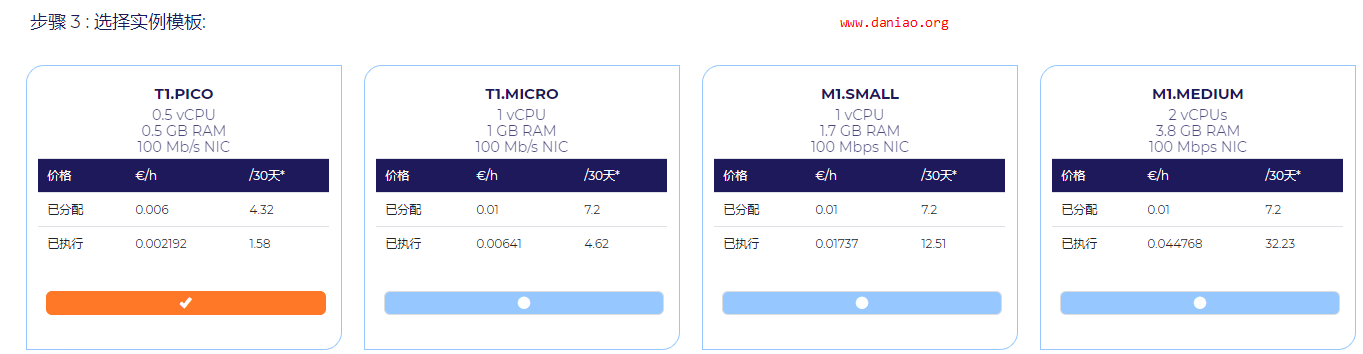 步骤 3 : 选择实例模板:
www.daniao.org
T1.PICO
0.5 vCPU
0.5 GB RAM
100 Mb/s NIC
价格 €/h /30天*
已分配 0.006 4.32
已执行 0.002192 1.58
T1.MICRO
1 vCPU
1 GB RAM
100 Mb/s NIC
价格 €/h /30天*
已分配 0.01 7.2
已执行 0.00641 4.62
M1.SMALL
1 vCPU
1.7 GB RAM
100 Mbps NIC
价格 €/h /30天*
已分配 0.01 7.2
已执行 0.01737 12.51
M1.MEDIUM
2 vCPUs
3.8 GB RAM
100 Mbps NIC
价格 €/h /30天*
已分配 0.01 7.2
已执行 0.044768 32.23